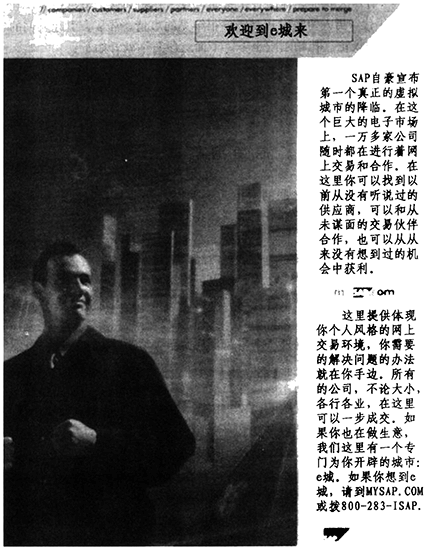 // companies / customers / suppliers / partners / everyone / everywhere / prepare to merge
欢迎到e城来
SAP自豪宣布
第一个真正的虚拟
城市的降临。在这
个巨大的电子市场
上，一万多家公司
随时都在进行着网
上交易和合作。在
这里你可以找到以
前从没有听说过的
供应商，可以和从
未谋面的交易伙伴
合作，也可以从从
来没有想到过的机
会中获利。
这里提供体现
你个人风格的网上
交易环境，你需要
的解决问题的办法
就在你手边。所有
的公司，不论大小，
各行各业，在这里
可以一步成交。如
果你也在做生意，
我们这里有一个专
门为你开辟的城市：
e城。如果你想到e
城，请到MYSAP.COM
或拨800-283-ISAP.